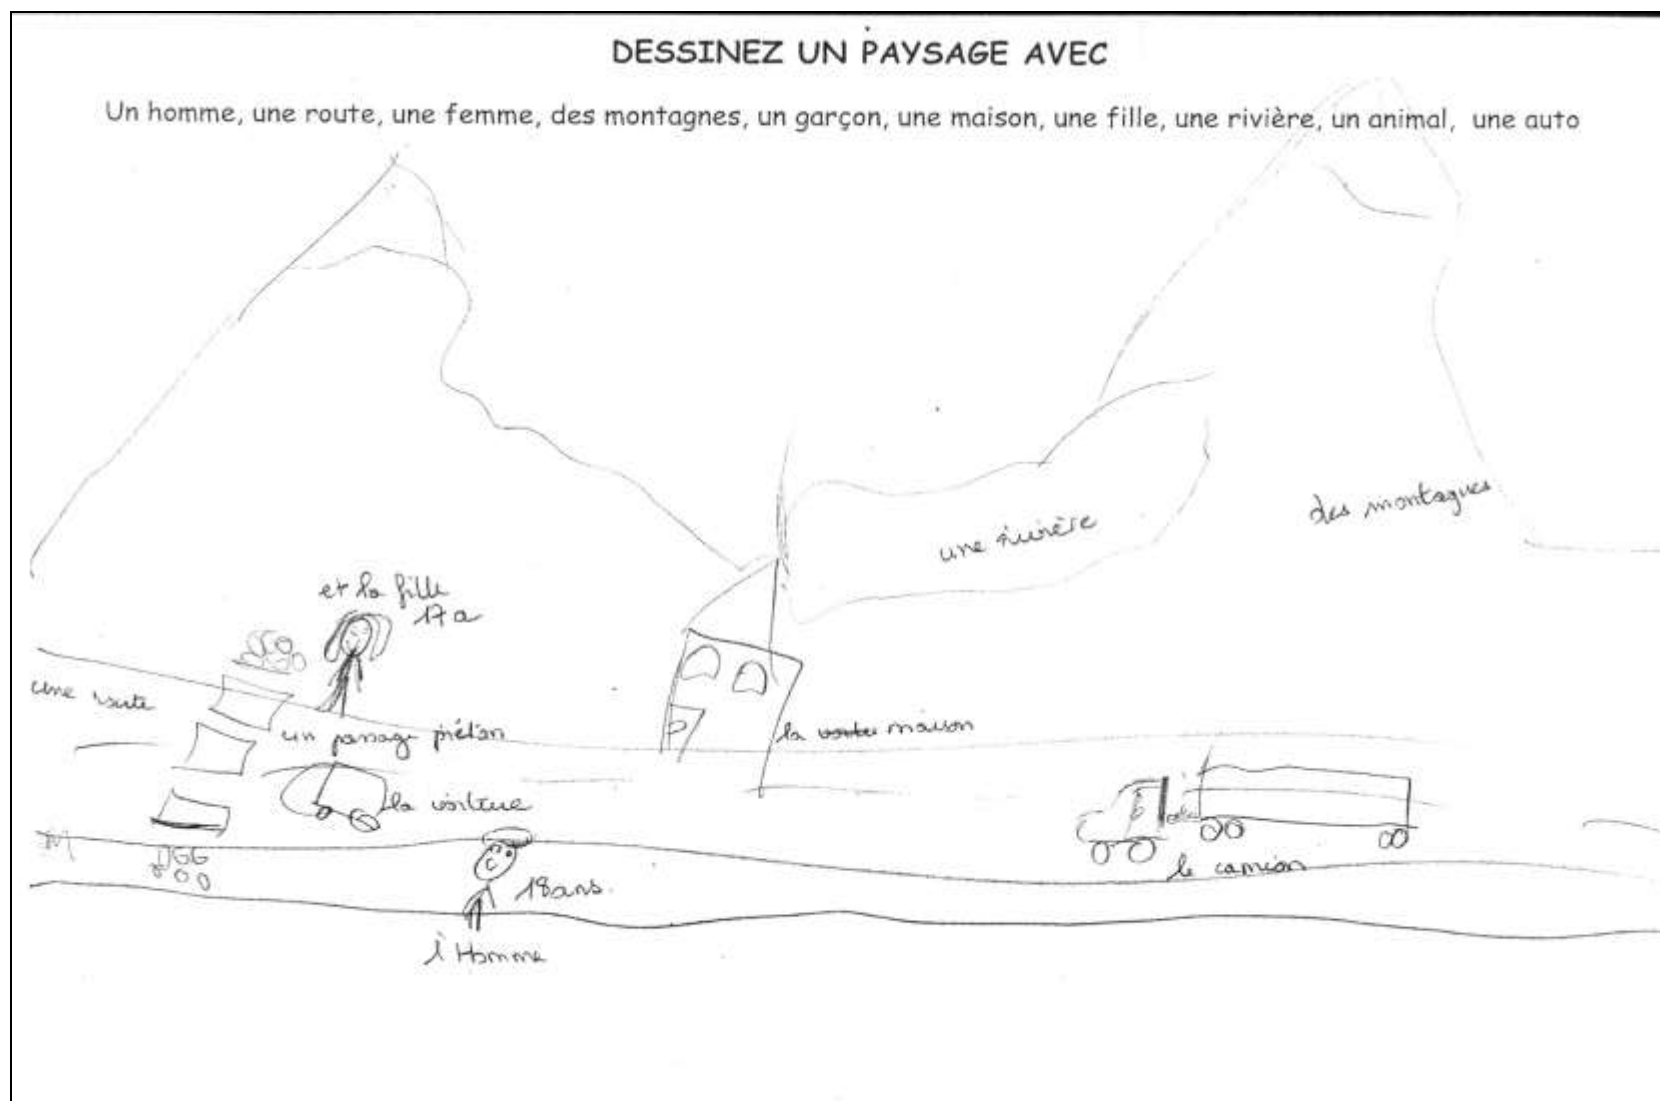 DESSINEZ UN PAYSAGE AVEC
Un homme, une route, une femme, des montagnes, un garçon, une maison, une fille, une rivière, un animal, une auto
des montagnes
une rivière
et la fille
17 a
une route
un passage piéton
la maison
la voiture
le camion
18 ans.
l'Homme